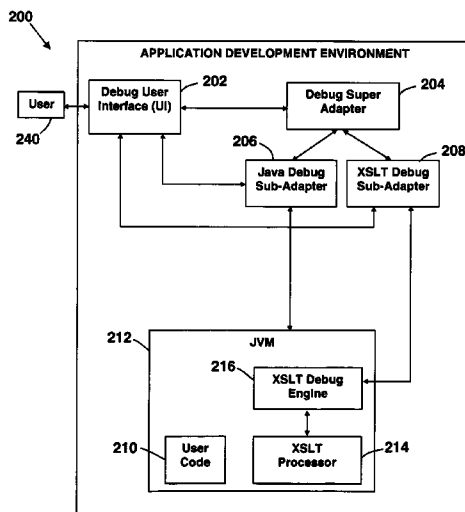 200
APPLICATION DEVELOPMENT ENVIRONMENT
User
240
Debug User
Interface (UI)
202
Debug Super
Adapter
204
206
Java Debug
Sub-Adapter
208
XSLT Debug
Sub-Adapter
212
JVM
216
XSLT Debug
Engine
210
User
Code
XSLT
Processor
214